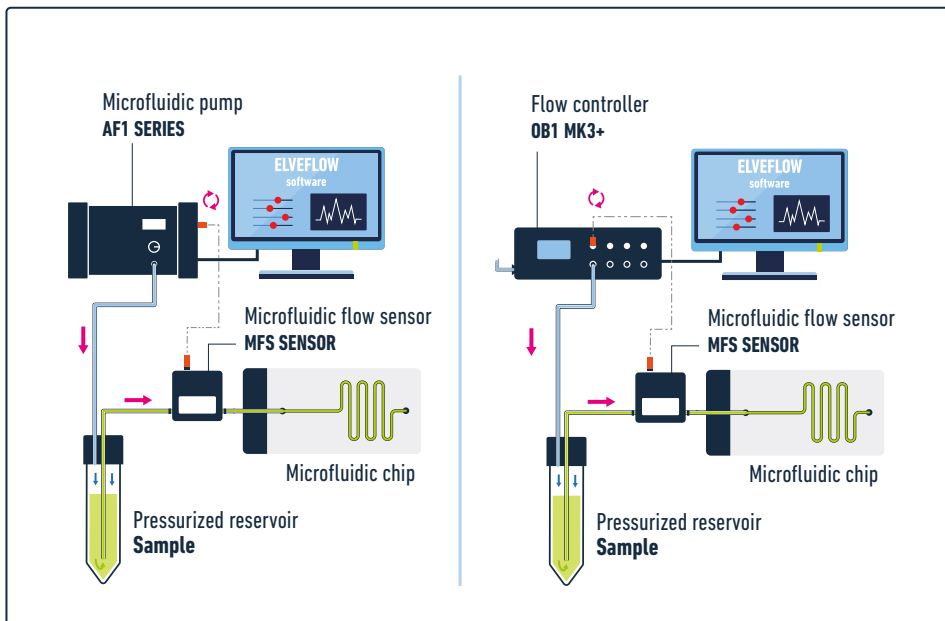 Microfluidic pump
AF1 SERIES
ELVEFLOW
software
Microfluidic flow sensor
MFS SENSOR
Microfluidic chip
Pressurized reservoir
Sample
Flow controller
OB1 MK3+
ELVEFLOW
software
Microfluidic flow sensor
MFS SENSOR
Microfluidic chip
Pressurized reservoir
Sample